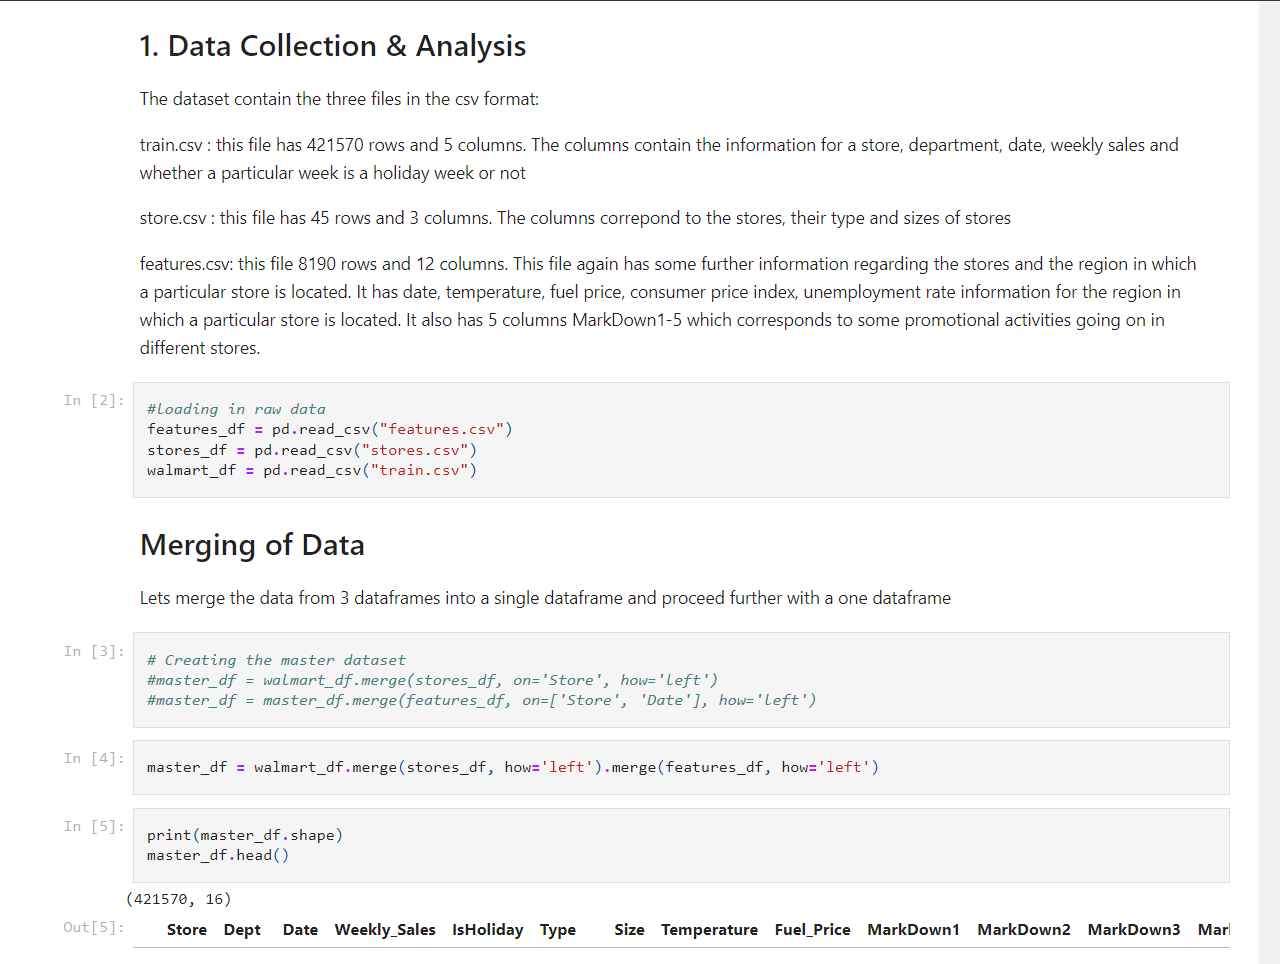 1. Data Collection & Analysis
The dataset contain the three files in the csv format:
train.csv : this file has 421570 rows and 5 columns. The columns contain the information for a store, department, date, weekly sales and
whether a particular week is a holiday week or not
store.csv : this file has 45 rows and 3 columns. The columns correpond to the stores, their type and sizes of stores
features.csv: this file 8190 rows and 12 columns. This file again has some further information regarding the stores and the region in which
a particular store is located. It has date, temperature, fuel price, consumer price index, unemployment rate information for the region in
which a particular store is located. It also has 5 columns MarkDown1-5 which corresponds to some promotional activities going on in
different stores.
In [2]:
#loading in raw data
features_df = pd.read_csv("features.csv")
stores_df = pd.read_csv("stores.csv")
walmart_df = pd.read_csv("train.csv")
Merging of Data
Lets merge the data from 3 dataframes into a single dataframe and proceed further with a one dataframe
In [3]:
# Creating the master dataset
#master_df = walmart_df.merge(stores_df, on='Store', how='left')
#master_df = master_df.merge(features_df, on=['Store', 'Date'], how='left')
In [4]:
master_df = walmart_df.merge(stores_df, how='left').merge(features_df, how='left')
In [5]:
print(master_df.shape)
master_df.head()
(421570, 16)
Out[5]:
Store Dept Date Weekly_Sales IsHoliday Type Size Temperature Fuel_Price MarkDown1 MarkDown2 MarkDown3